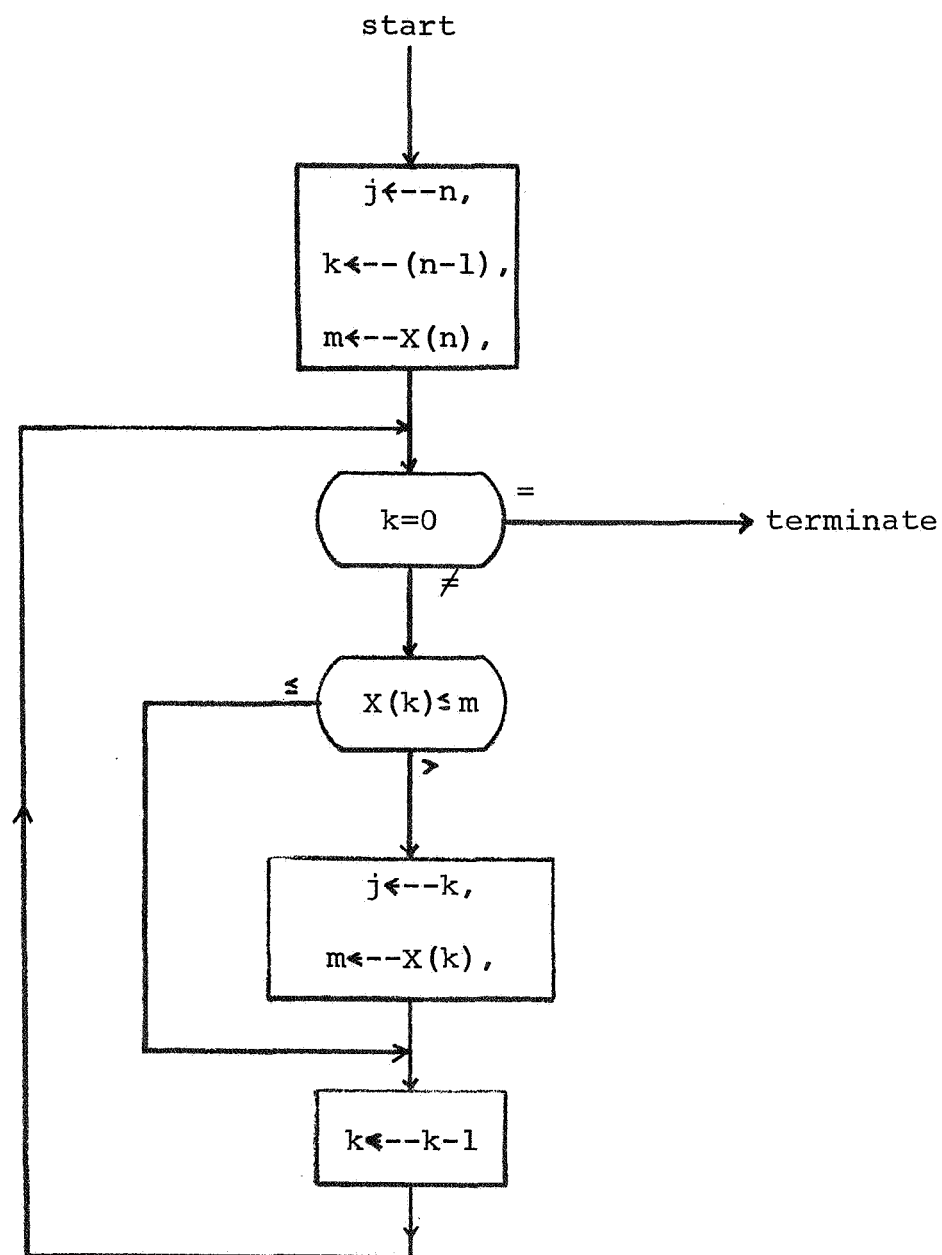 start
j<--n,
k<--(n-1),
m<--X(n),
=
k=0
terminate
≠
≤
X(k)≤m
>
j<--k,
m<--X(k),
k<--k-1